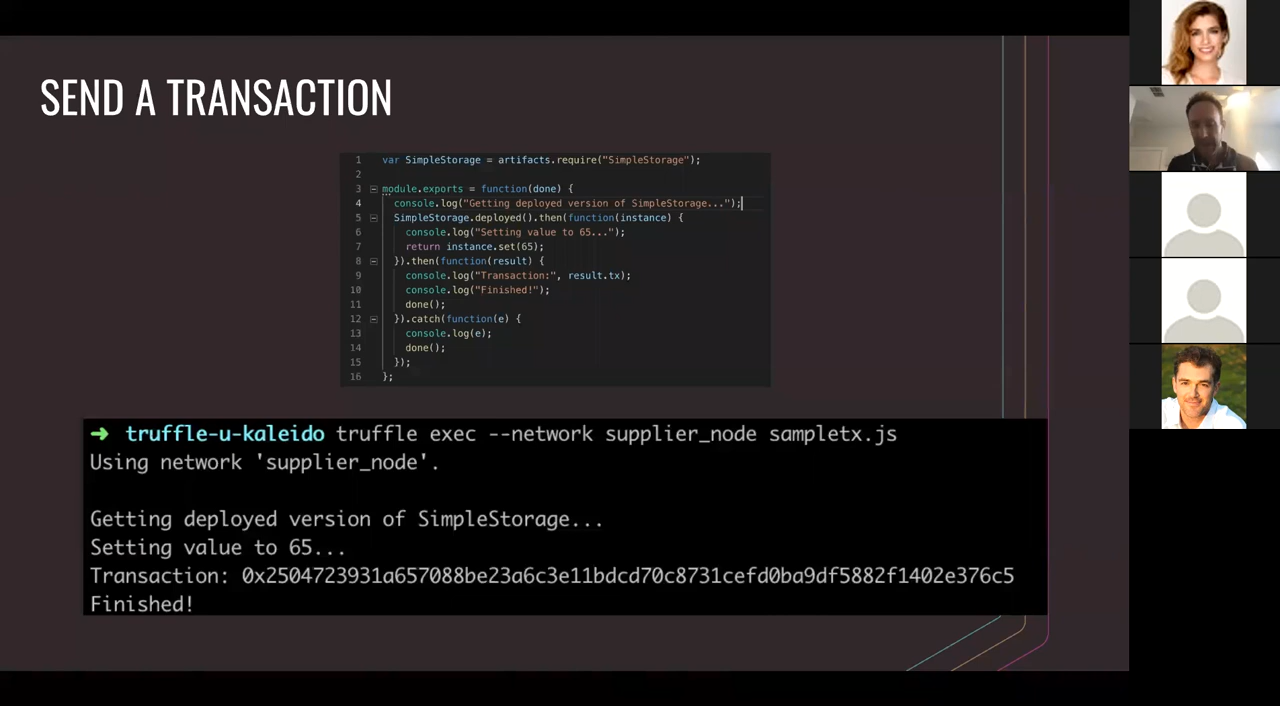 SEND A TRANSACTION
1 var SimpleStorage = artifacts.require("SimpleStorage");
2
3 module.exports = function(done) {
4 console.log("Getting deployed version of SimpleStorage...");
5 SimpleStorage.deployed().then(function(instance) {
6 console.log("Setting value to 65...");
7 return instance.set(65);
8 }).then(function(result) {
9 console.log("Transaction:", result.tx);
10 console.log("Finished!");
11 done();
12 }).catch(function(e) {
13 console.log(e);
14 done();
15 });
16 };
➜ truffle-u-kaleido truffle exec --network supplier_node sampletx.js
Using network 'supplier_node'.
Getting deployed version of SimpleStorage...
Setting value to 65...
Transaction: 0x2504723931a657088be23a6c3e11bdcd70c8731cefd0ba9df5882f1402e376c5
Finished!